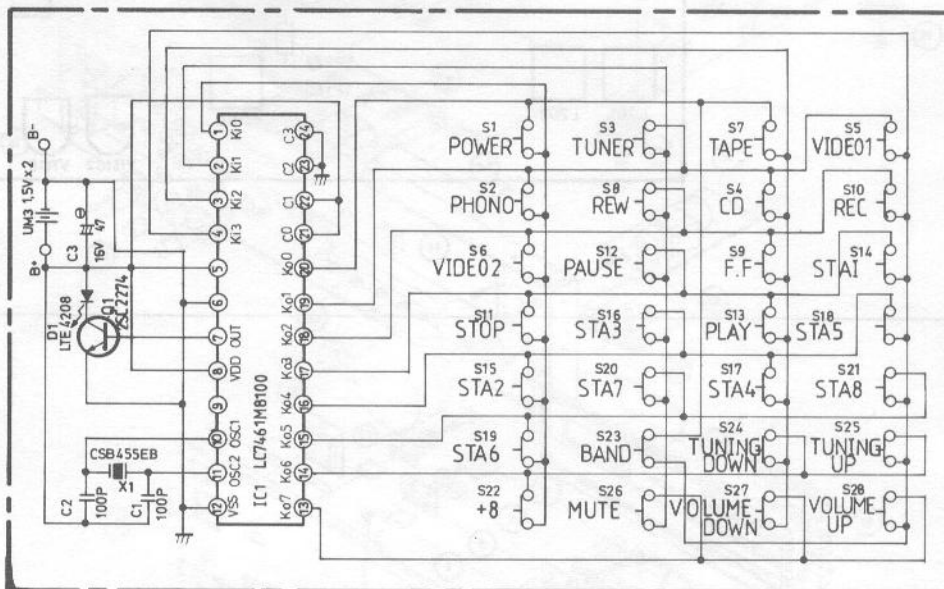 B-
UM3 1,5V x 2
B+
C3
16V 47
D1
LTE 4208
Q1
2SC2274
CSB455EB
X1
C2
100P
C1
100P
1 Ki0
2 Ki1
3 Ki2
4 Ki3
5
6
7 OUT
8 VDD
9
10 OSC1
11 OSC2
12 VSS
IC1 LC7461M8100
C3 24
C2 23
C1 22
C0 21
Ko0 20
Ko1 19
Ko2 18
Ko3 17
Ko4 16
Ko5 15
Ko6 14
Ko7 13
S1
POWER
S3
TUNER
S7
TAPE
S5
VIDEO1
S2
PHONO
S8
REW
S4
CD
S10
REC
S6
VIDEO2
S12
PAUSE
S9
F.F
S14
STA1
S11
STOP
S16
STA3
S13
PLAY
S18
STA5
S15
STA2
S20
STA7
S17
STA4
S21
STA8
S19
STA6
S23
BAND
S24
TUNING
DOWN
S25
TUNING
UP
S22
+8
S26
MUTE
S27
VOLUME
DOWN
S28
VOLUME
UP